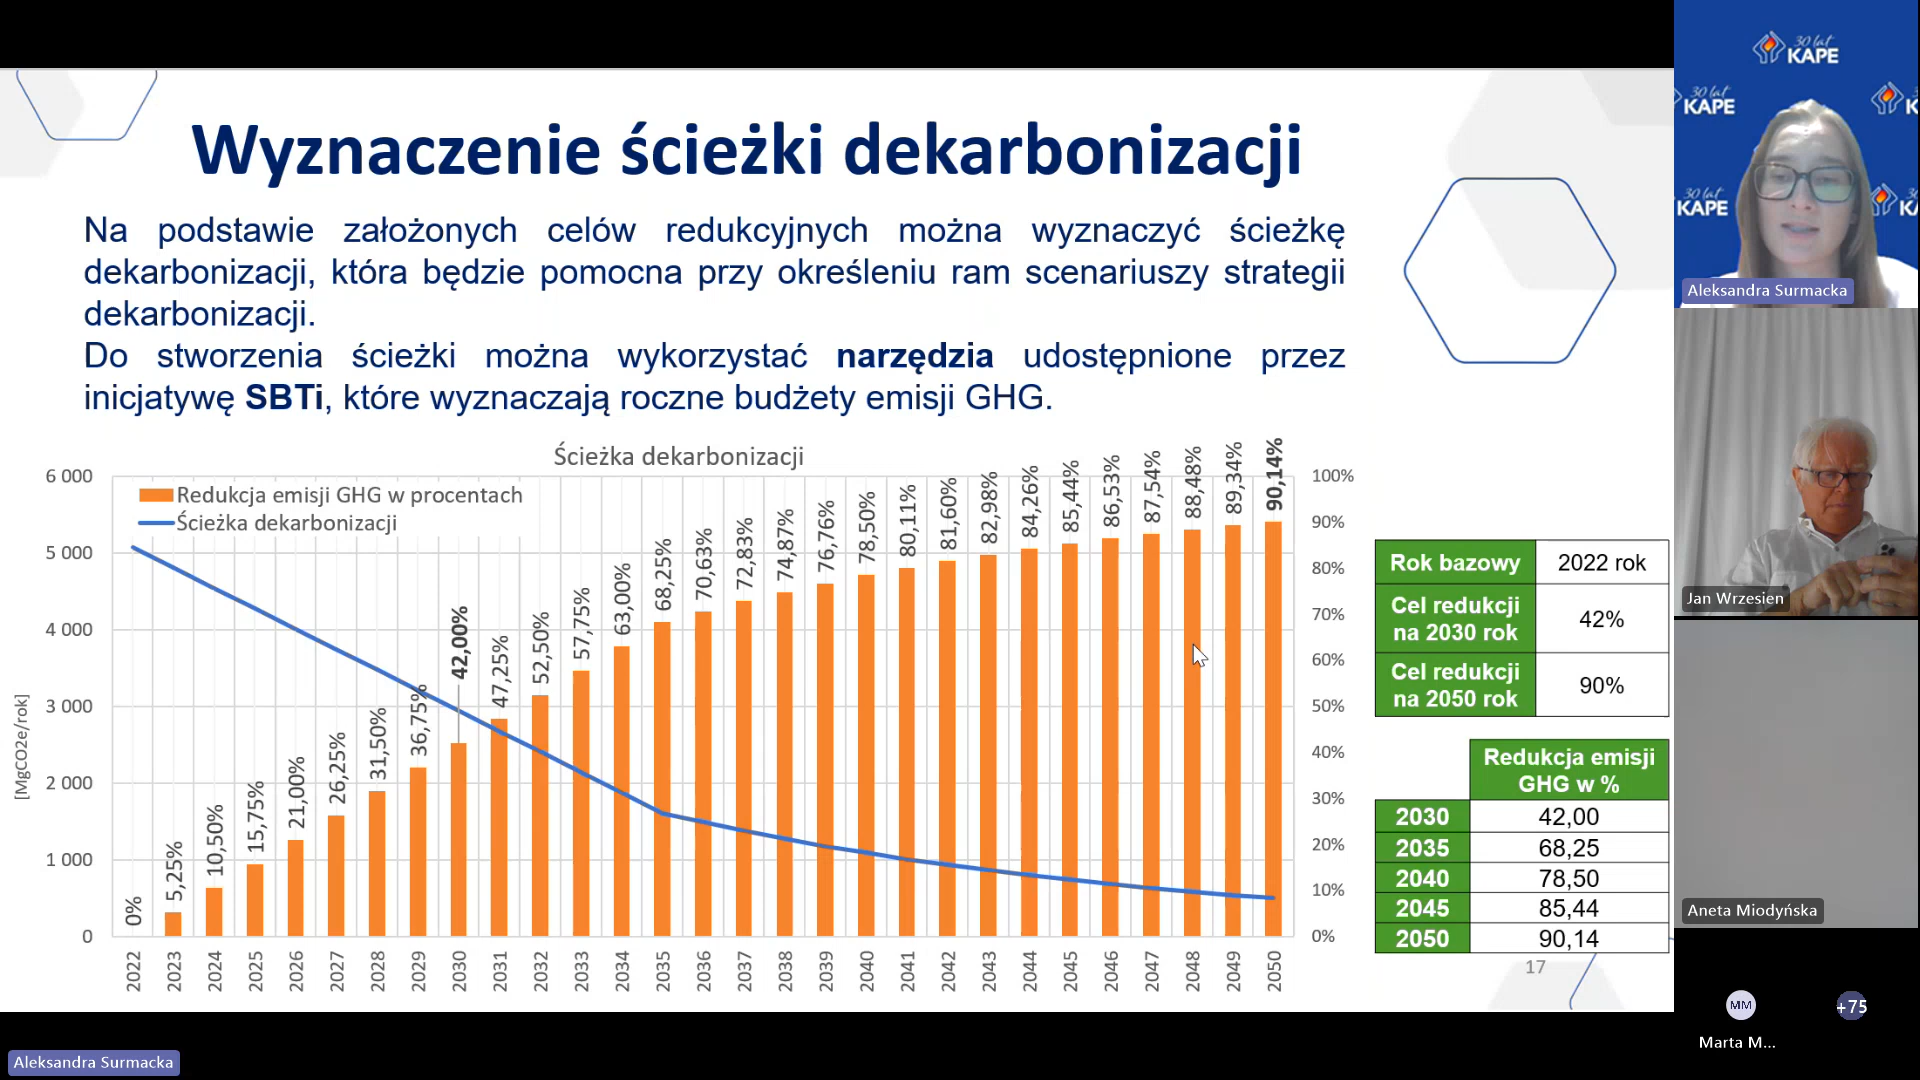 Wyznaczenie ścieżki dekarbonizacji
Na podstawie założonych celów redukcyjnych można wyznaczyć ścieżkę
dekarbonizacji, która będzie pomocna przy określeniu ram scenariuszy strategii
dekarbonizacji.
Do stworzenia ścieżki można wykorzystać narzędzia udostępnione przez
inicjatywę SBTi, które wyznaczają roczne budżety emisji GHG.
Ścieżka dekarbonizacji
Redukcja emisji GHG w procentach
Ścieżka dekarbonizacji
[MgCO2e/rok]
6 000
5 000
4 000
3 000
2 000
1 000
0
0%
5,25%
10,50%
15,75%
21,00%
26,25%
31,50%
36,75%
42,00%
47,25%
52,50%
57,75%
63,00%
68,25%
70,63%
72,83%
74,87%
76,76%
78,50%
80,11%
81,60%
82,98%
84,26%
85,44%
86,53%
87,54%
88,48%
89,34%
90,14%
100%
90%
80%
70%
60%
50%
40%
30%
20%
10%
0%
2022
2023
2024
2025
2026
2027
2028
2029
2030
2031
2032
2033
2034
2035
2036
2037
2038
2039
2040
2041
2042
2043
2044
2045
2046
2047
2048
2049
2050
Rok bazowy 2022 rok
Cel redukcji
na 2030 rok 42%
Cel redukcji
na 2050 rok 90%
Redukcja emisji
GHG w %
2030 42,00
2035 68,25
2040 78,50
2045 85,44
2050 90,14
17
30 lat
KAPE
30 lat
KAPE
K
30 lat
KAPE
K
Aleksandra Surmacka
Jan Wrzesien
Aneta Miodyńska
MM
+75
Marta M...
Aleksandra Surmacka